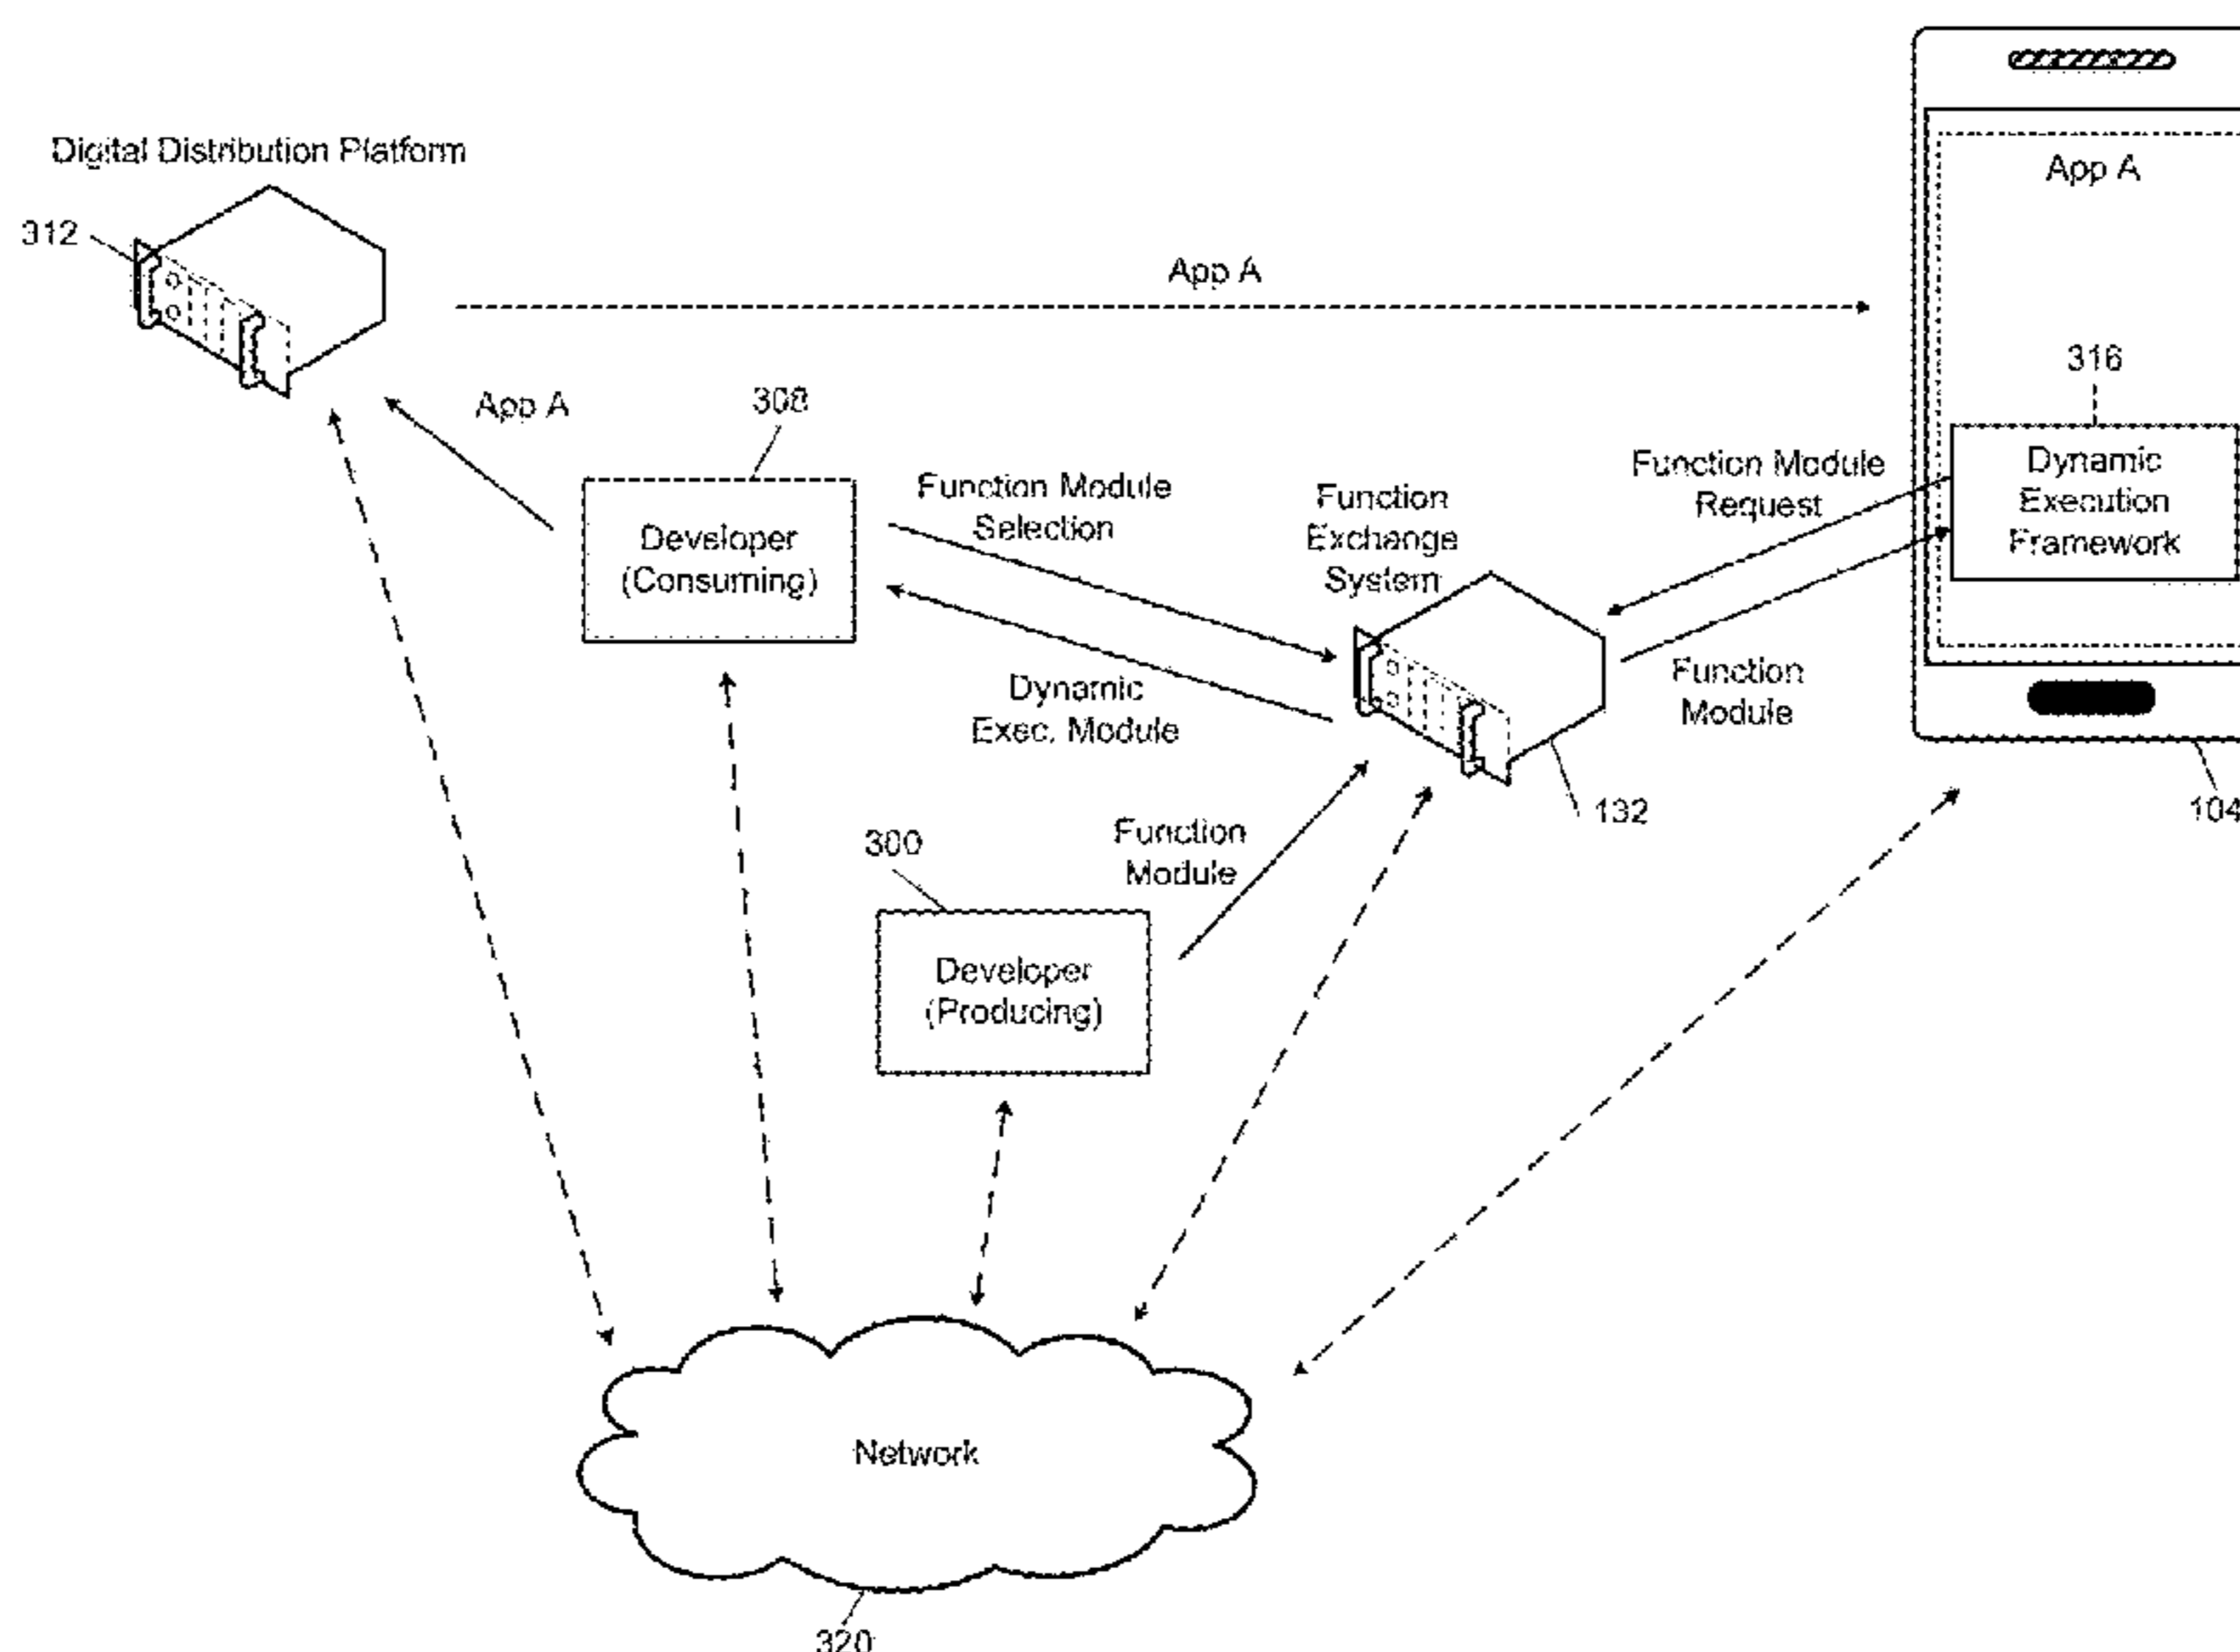 Digital Distribution Platform
312
App A
App A
316
Dynamic
Execution
Framework
App A
308
Developer
(Consuming)
Function Module
Selection
Function
Exchange
System
Function Module
Request
Dynamic
Exec. Module
Function
Module
132
104
300
Function
Module
Developer
(Producing)
Network
320